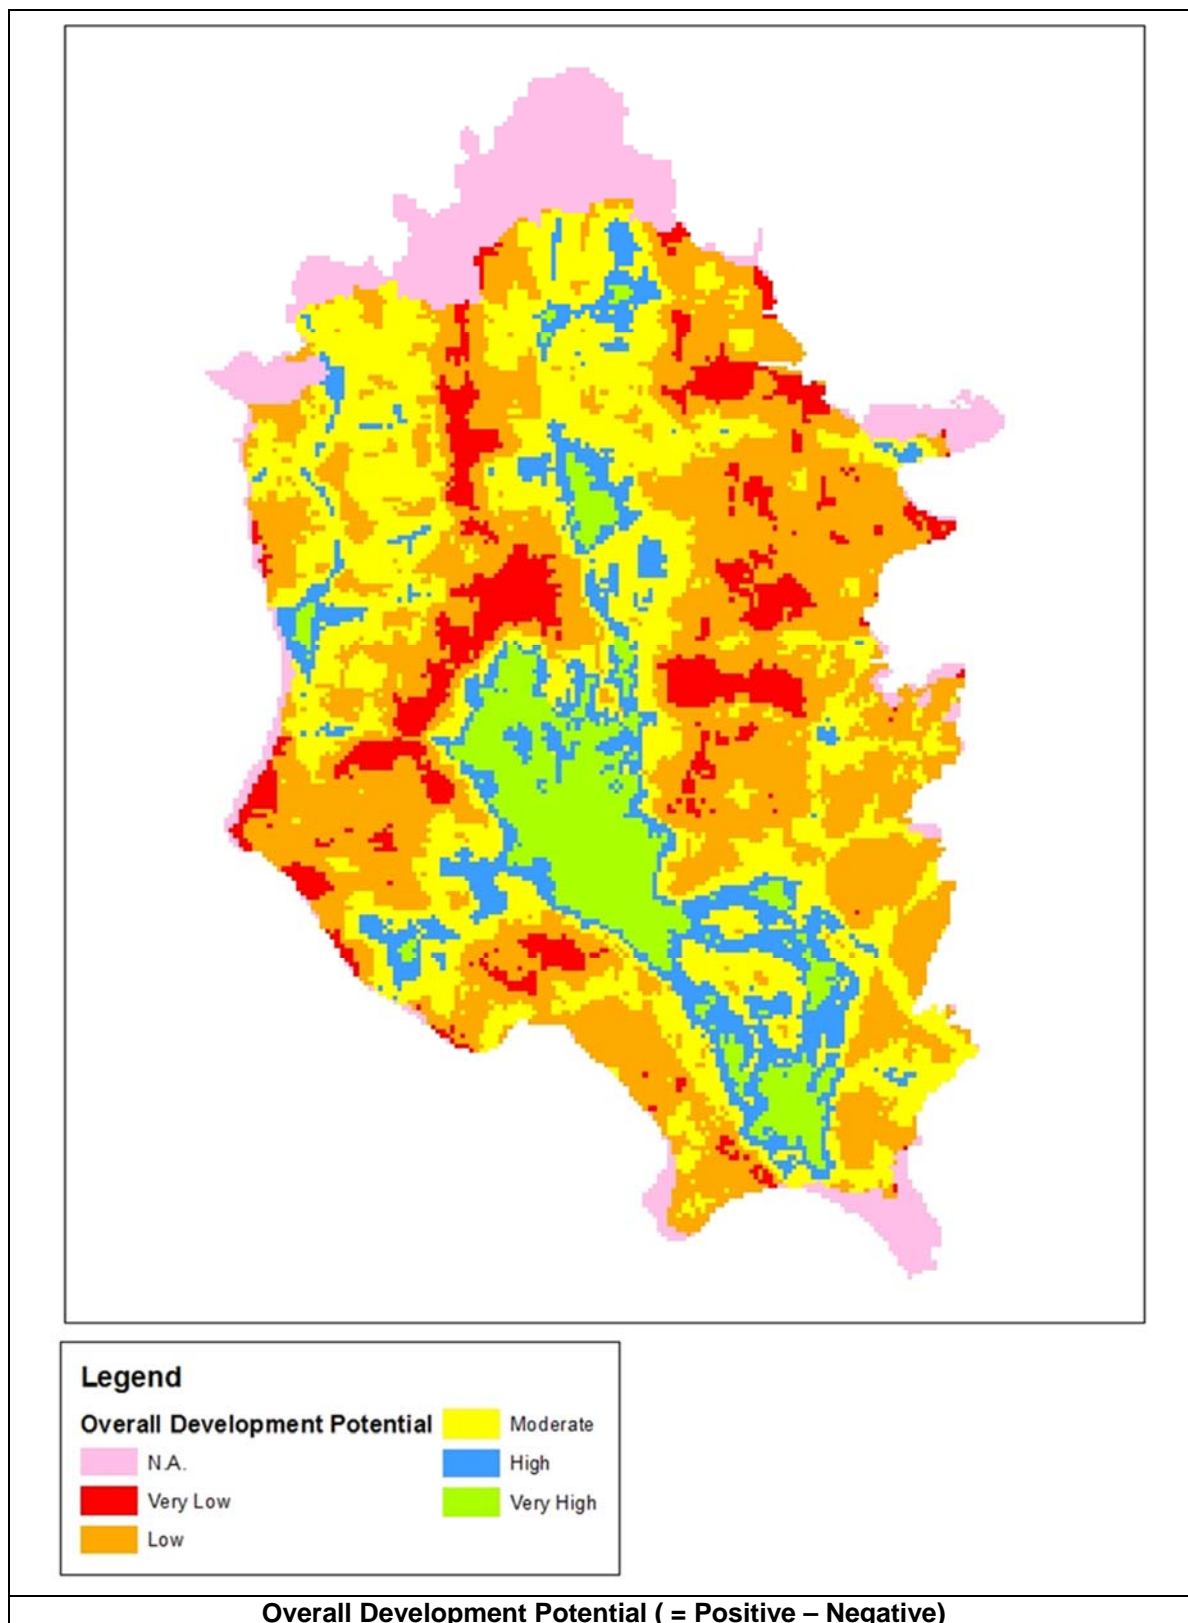 Legend
Overall Development Potential
N.A.
Very Low
Low
Moderate
High
Very High
Overall Development Potential ( = Positive – Negative)